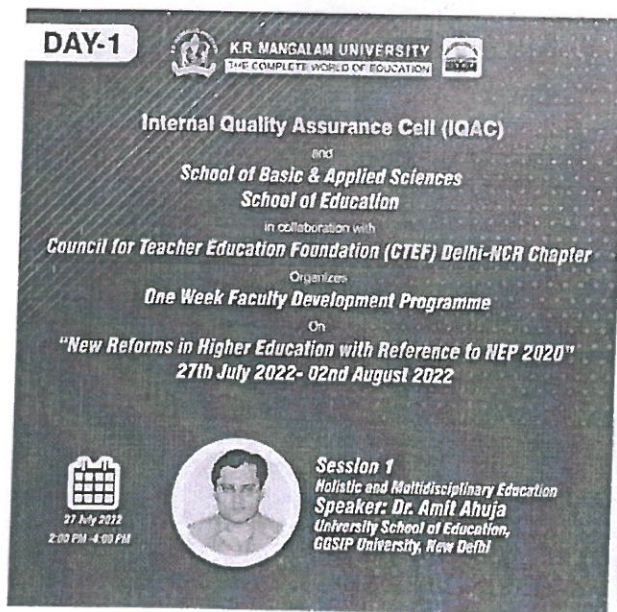 DAY-1
K.R. MANGALAM UNIVERSITY
THE COMPLETE WORLD OF EDUCATION
Internal Quality Assurance Cell (IQAC)
and
School of Basic & Applied Sciences
School of Education
in collaboration with
Council for Teacher Education Foundation (CTEF) Delhi-NCR Chapter
Organizes
One Week Faculty Development Programme
On
"New Reforms in Higher Education with Reference to NEP 2020"
27th July 2022- 02nd August 2022
27 July 2022
2:00 PM -4:00 PM
Session 1
Holistic and Multidisciplinary Education
Speaker: Dr. Amit Ahuja
University School of Education,
GGSIP University, New Delhi